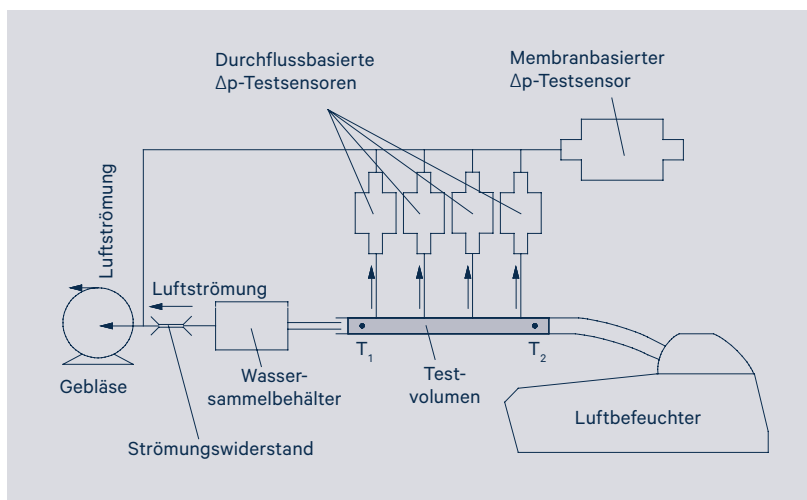 Durchflussbasierte
Δp-Testsensoren
Membranbasierter
Δp-Testsensor
Luftströmung
Luftströmung
Gebläse
Wasser-
sammelbehälter
Strömungswiderstand
T1
Test-
volumen
T2
Luftbefeuchter